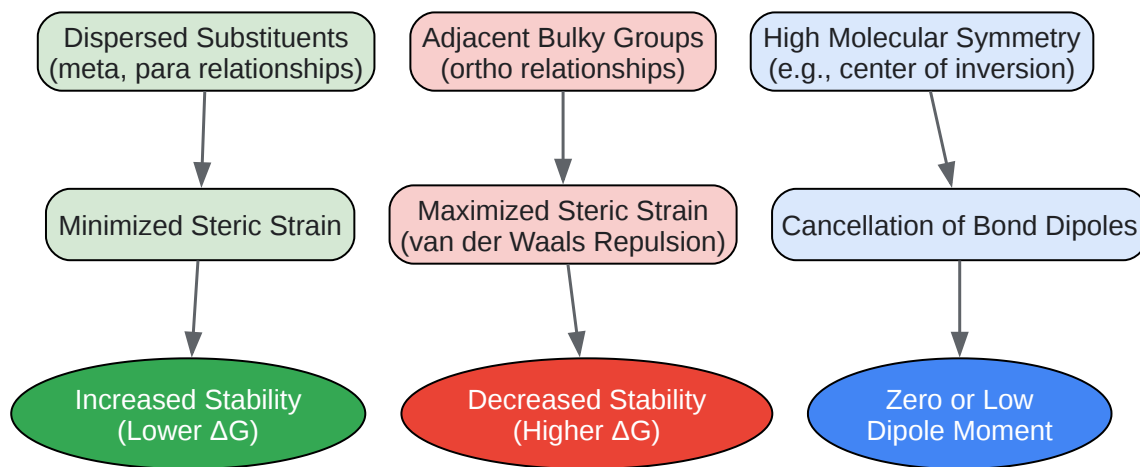 Dispersed Substituents
(meta, para relationships)
Adjacent Bulky Groups
(ortho relationships)
High Molecular Symmetry
(e.g., center of inversion)
Minimized Steric Strain
Maximized Steric Strain
(van der Waals Repulsion)
Cancellation of Bond Dipoles
Increased Stability
(Lower ΔG)
Decreased Stability
(Higher ΔG)
Zero or Low
Dipole Moment